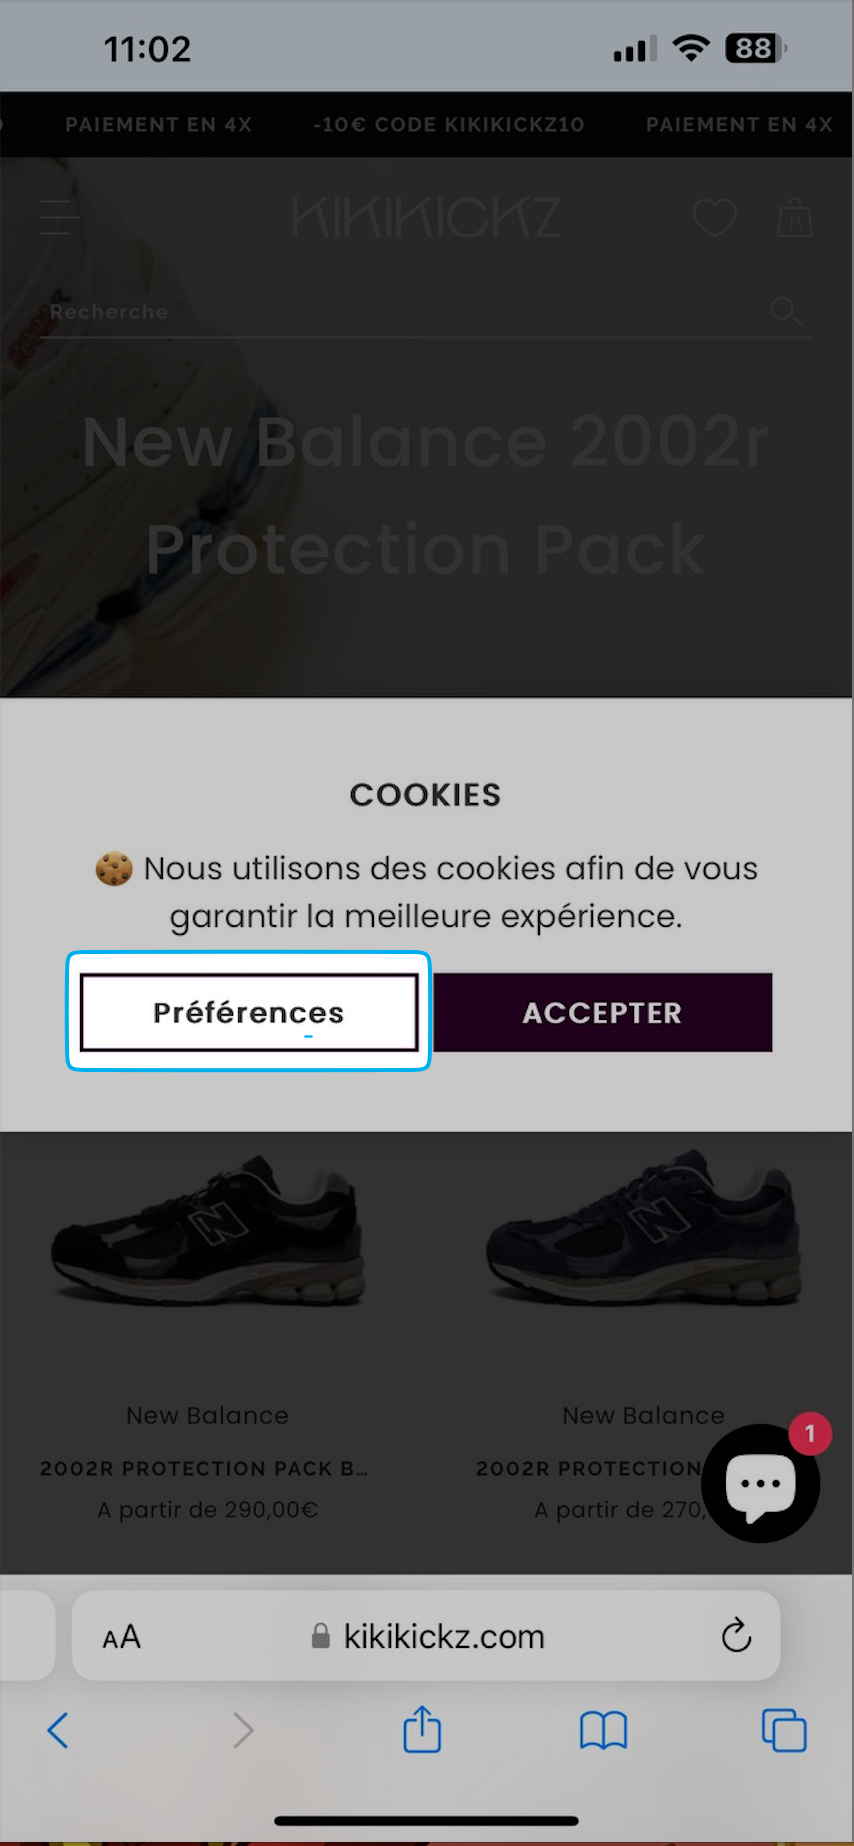 11:02
88
PAIEMENT EN 4X -10€ CODE KIKIKICKZ10 PAIEMENT EN 4X
KIKIKICKZ
Recherche
New Balance 2002r
Protection Pack
COOKIES
🍪 Nous utilisons des cookies afin de vous
garantir la meilleure expérience.
Préférences
ACCEPTER
New Balance
2002R PROTECTION PACK B...
A partir de 290,00€
New Balance
2002R PROTECTION
A partir de 270,
1
AA
kikikickz.com